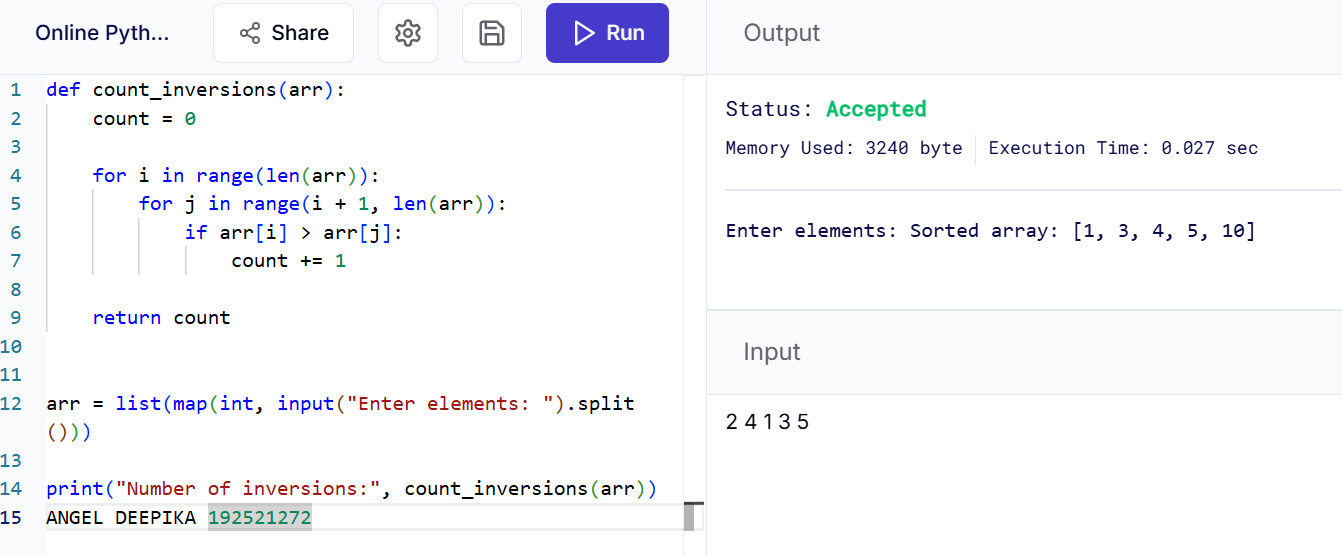 Online Pyth...
Share
Run
1 def count_inversions(arr):
2 count = 0
3
4 for i in range(len(arr)):
5 for j in range(i + 1, len(arr)):
6 if arr[i] > arr[j]:
7 count += 1
8
9 return count
10
11
12 arr = list(map(int, input("Enter elements: ").split
()))
13
14 print("Number of inversions:", count_inversions(arr))
15 ANGEL DEEPIKA 192521272
Output
Status: Accepted
Memory Used: 3240 byte Execution Time: 0.027 sec
Enter elements: Sorted array: [1, 3, 4, 5, 10]
Input
2 4 1 3 5